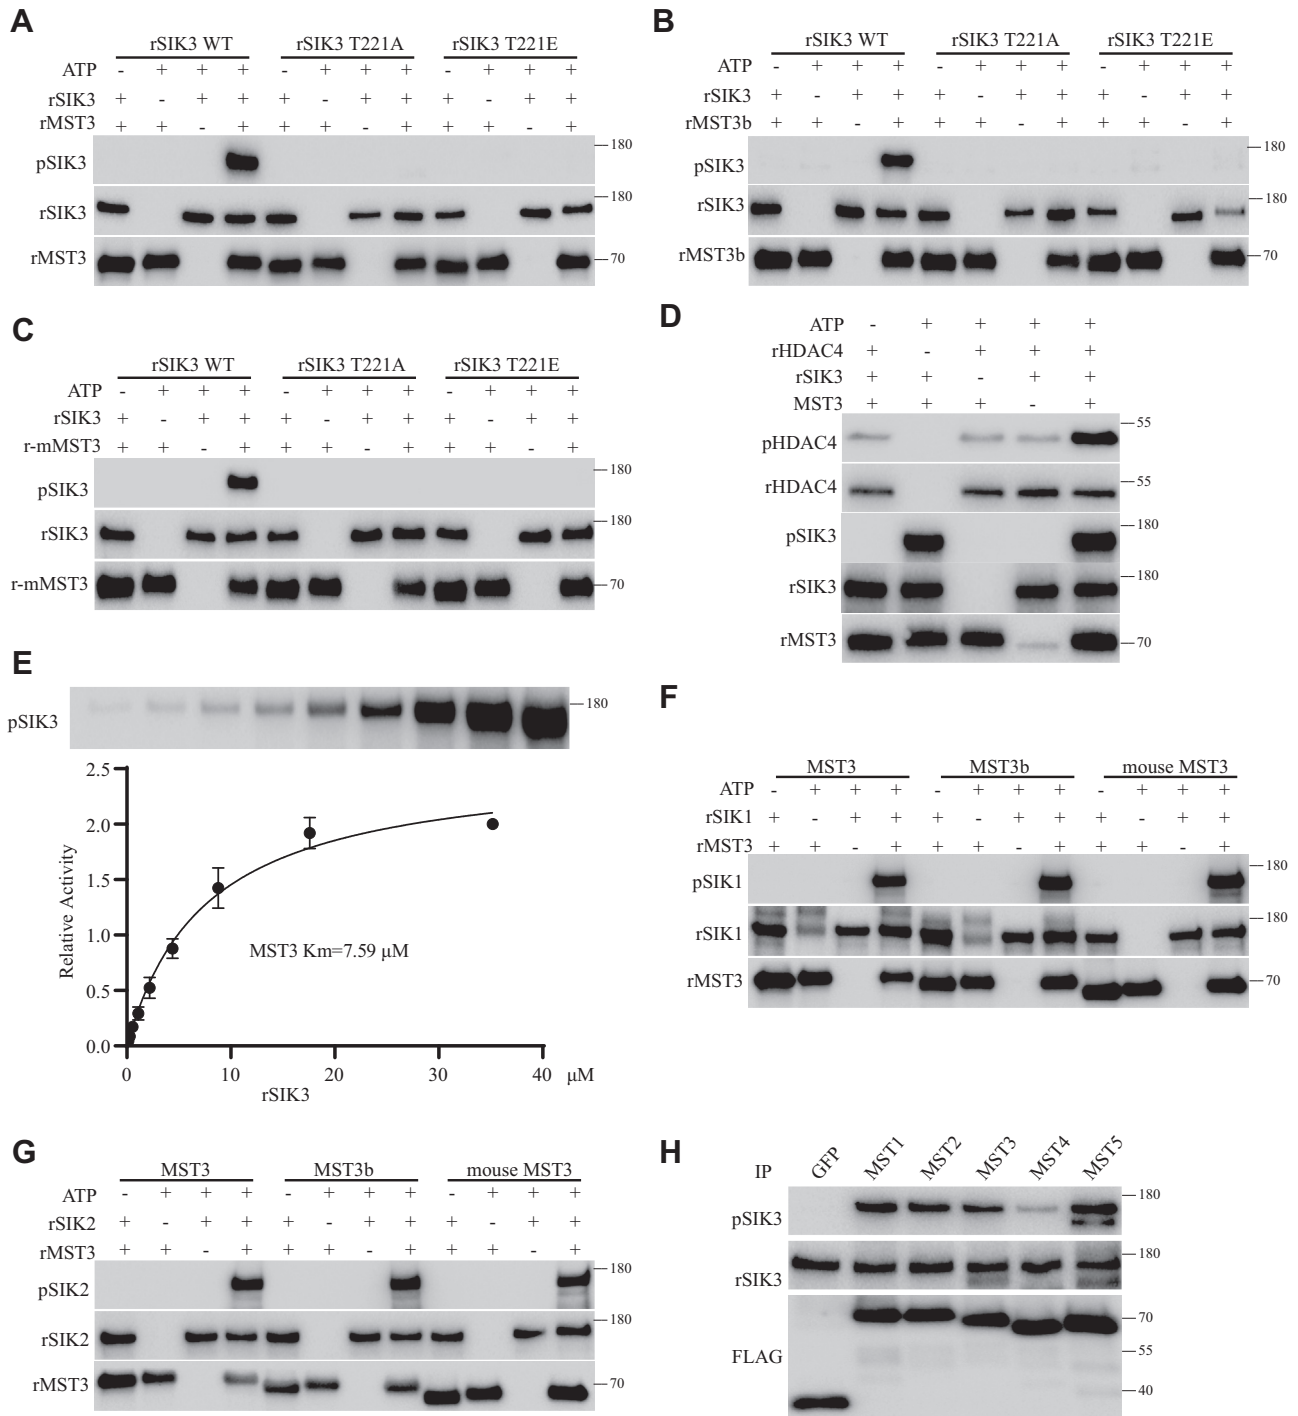 A
rSIK3 WT rSIK3 T221A rSIK3 T221E
ATP - + + + - + + + - + + +
rSIK3 + - + + + - + + + - + +
rMST3 + + - + + + - + + + - +
pSIK3 180
rSIK3 180
rMST3 70
B
rSIK3 WT rSIK3 T221A rSIK3 T221E
ATP - + + + - + + + - + + +
rSIK3 + - + + + - + + + - + +
rMST3b + + - + + + - + + + - +
pSIK3 180
rSIK3 180
rMST3b 70
C
rSIK3 WT rSIK3 T221A rSIK3 T221E
ATP - + + + - + + + - + + +
rSIK3 + - + + + - + + + - + +
r-mMST3 + + - + + + - + + + - +
pSIK3 180
rSIK3 180
r-mMST3 70
D
ATP - + + + +
rHDAC4 + - + + +
rSIK3 + + - + +
MST3 + + + - +
pHDAC4 55
rHDAC4 55
pSIK3 180
rSIK3 180
rMST3 70
E
pSIK3 180
2.5
2.0
1.5
1.0
0.5
0.0
Relative Activity
MST3 Km=7.59 μM
0 10 20 30 40 μM
rSIK3
F
MST3 MST3b mouse MST3
ATP - + + + - + + + - + + +
rSIK1 + - + + + - + + + - + +
rMST3 + + - + + + - + + + - +
pSIK1 180
rSIK1 180
rMST3 70
G
MST3 MST3b mouse MST3
ATP - + + + - + + + - + + +
rSIK2 + - + + + - + + + - + +
rMST3 + + - + + + - + + + - +
pSIK2 180
rSIK2 180
rMST3 70
H
IP GFP MST1 MST2 MST3 MST4 MST5
pSIK3 180
rSIK3 180
FLAG 70
55
40